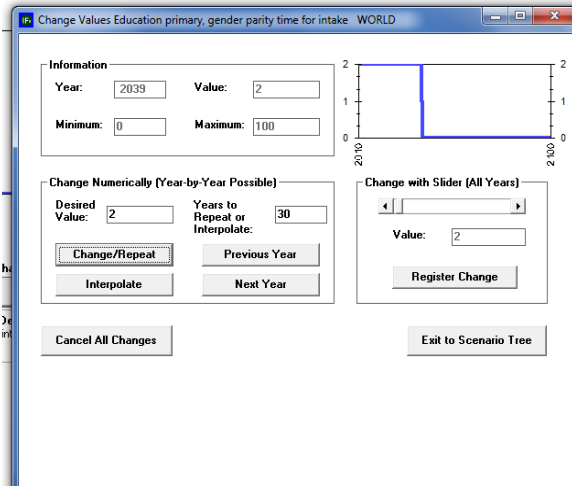 IFs Change Values Education primary, gender parity time for intake WORLD
Information
Year: 2039 Value: 2
Minimum: 0 Maximum: 100
2 2
1 1
0 0
2010 2100
Change Numerically (Year-by-Year Possible)
Desired Value: 2 Years to Repeat or Interpolate: 30
Change/Repeat Previous Year
Interpolate Next Year
Change with Slider (All Years)
Value: 2
Register Change
Cancel All Changes Exit to Scenario Tree